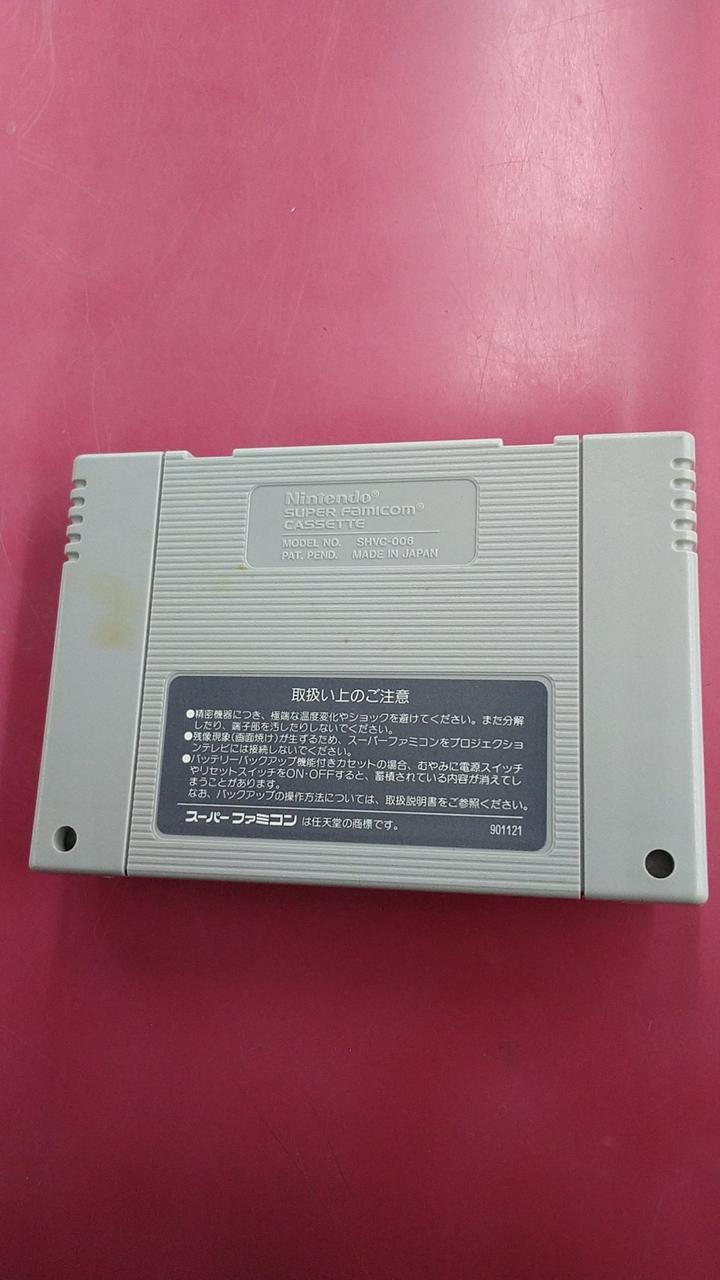 Nintendo®
SUPER FAMICOM®
CASSETTE
MODEL NO. SHVC-006
PAT. PEND. MADE IN JAPAN
取扱い上のご注意
●精密機器につき、極端な温度変化やショックを避けてください。また分解
したり、端子部を汚したりしないでください。
●残像現象(画面焼け)が生ずるため、スーパーファミコンをプロジェクショ
ンテレビには接続しないでください。
●バッテリーバックアップ機能付きカセットの場合、むやみに電源スイッチ
やリセットスイッチをON・OFFすると、蓄積されている内容が消えてし
まうことがあります。
なお、バックアップの操作方法については、取扱説明書をご参照ください。
スーパーファミコン は任天堂の商標です。
901121